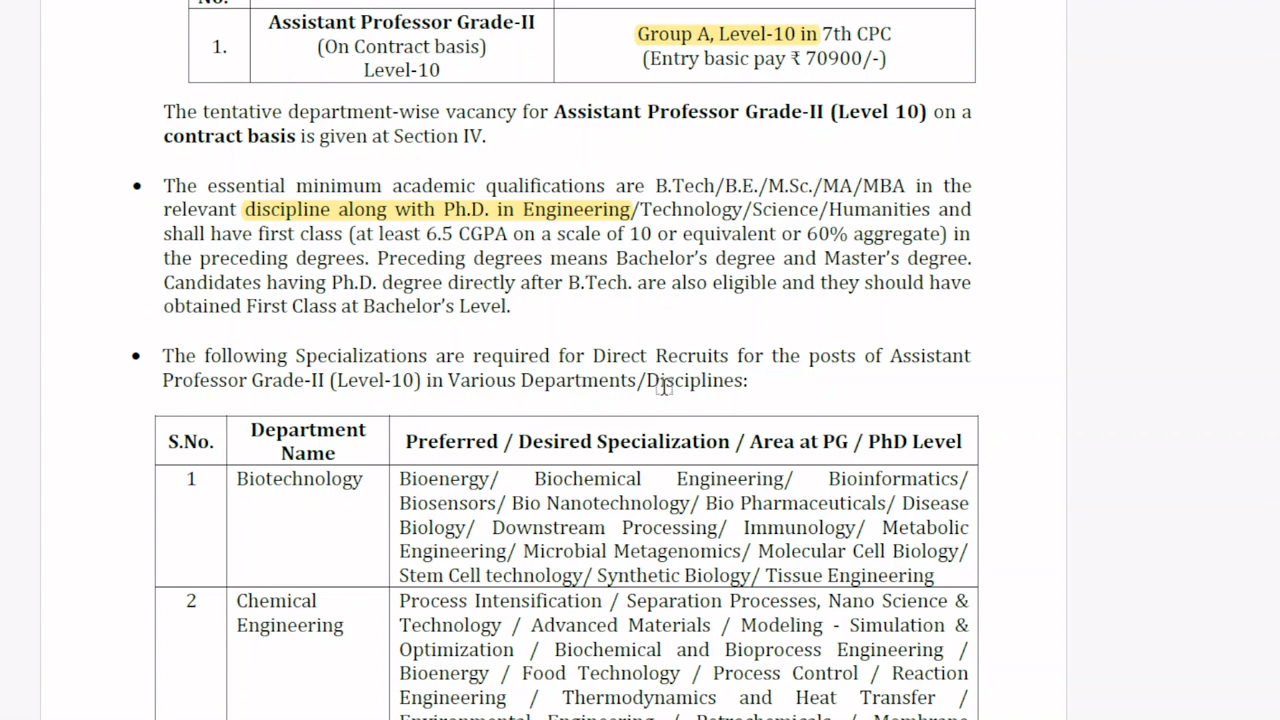 No.
Assistant Professor Grade-II
(On Contract basis)
Level-10
1.
Group A, Level-10 in 7th CPC
(Entry basic pay ₹ 70900/-)
The tentative department-wise vacancy for Assistant Professor Grade-II (Level 10) on a
contract basis is given at Section IV.
• The essential minimum academic qualifications are B.Tech/B.E./M.Sc./MA/MBA in the
relevant discipline along with Ph.D. in Engineering/Technology/Science/Humanities and
shall have first class (at least 6.5 CGPA on a scale of 10 or equivalent or 60% aggregate) in
the preceding degrees. Preceding degrees means Bachelor's degree and Master's degree.
Candidates having Ph.D. degree directly after B.Tech. are also eligible and they should have
obtained First Class at Bachelor's Level.
• The following Specializations are required for Direct Recruits for the posts of Assistant
Professor Grade-II (Level-10) in Various Departments/Disciplines:
S.No.
Department
Name
Preferred / Desired Specialization / Area at PG / PhD Level
1
Biotechnology
Bioenergy/ Biochemical Engineering/ Bioinformatics/
Biosensors/ Bio Nanotechnology/ Bio Pharmaceuticals/ Disease
Biology/ Downstream Processing/ Immunology/ Metabolic
Engineering/ Microbial Metagenomics/ Molecular Cell Biology/
Stem Cell technology/ Synthetic Biology/ Tissue Engineering
2
Chemical
Engineering
Process Intensification / Separation Processes, Nano Science &
Technology / Advanced Materials / Modeling - Simulation &
Optimization / Biochemical and Bioprocess Engineering /
Bioenergy / Food Technology / Process Control / Reaction
Engineering / Thermodynamics and Heat Transfer /
Environmental Engineering / Petrochemicals / Membrane